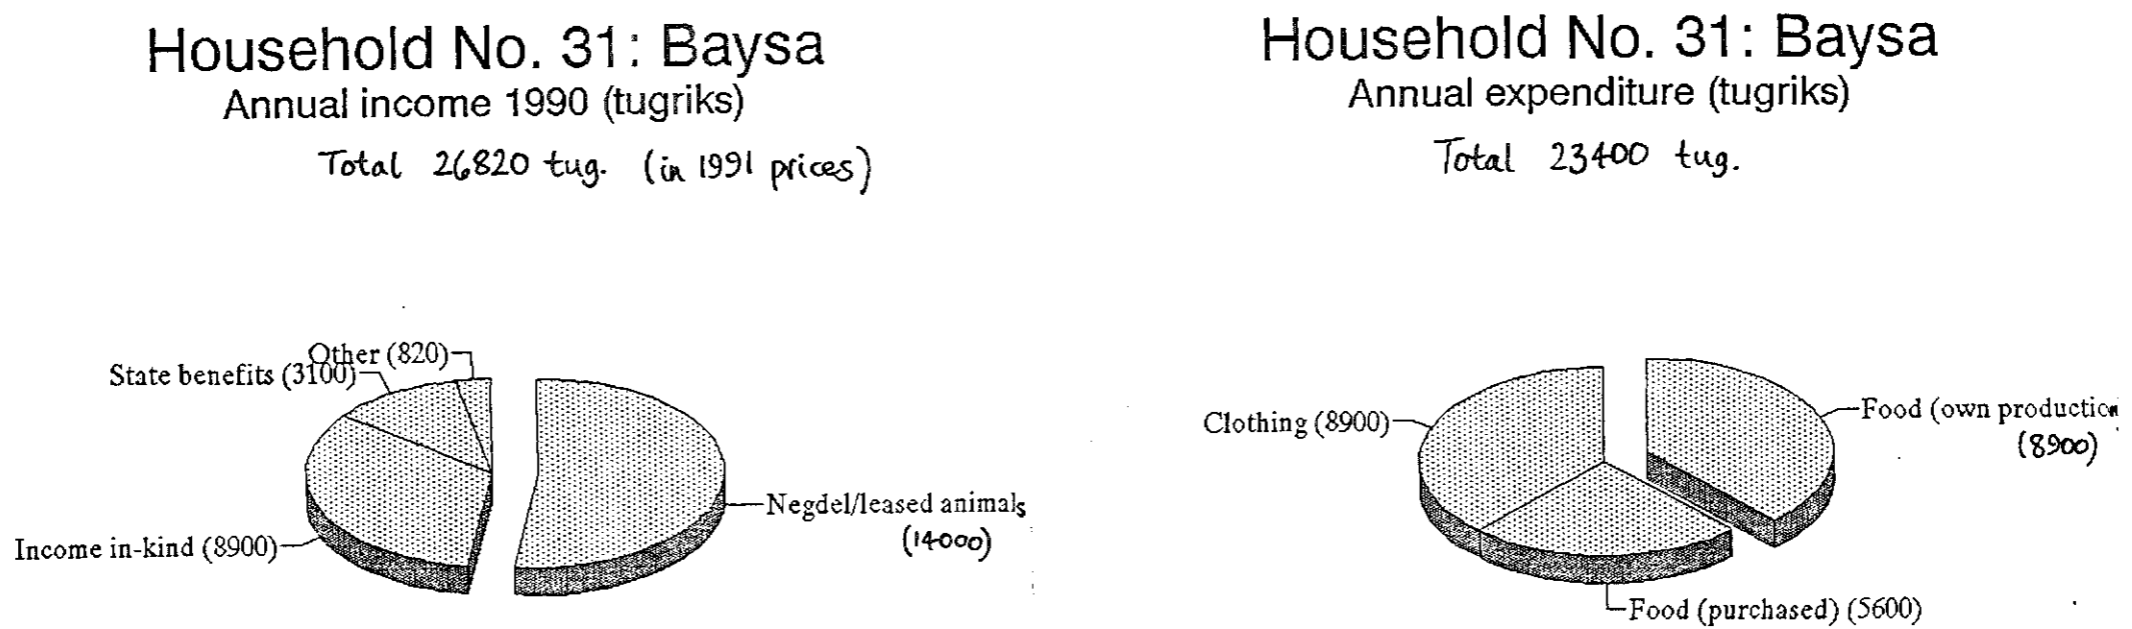 Household No. 31: Baysa
Annual income 1990 (tugriks)
Total 26820 tug. (in 1991 prices)
Other (820)
State benefits (3100)
Negdel/leased animals
(14000)
Income in-kind (8900)
Household No. 31: Baysa
Annual expenditure (tugriks)
Total 23400 tug.
Clothing (8900)
Food (own production
(8900)
Food (purchased) (5600)